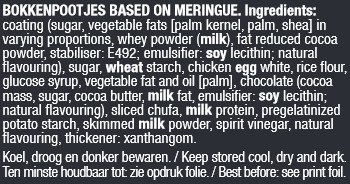 BOKKENPOOTJES BASED ON MERINGUE. Ingredients:
coating (sugar, vegetable fats [palm kernel, palm, shea] in
varying proportions, whey powder (milk), fat reduced cocoa
powder, stabiliser: E492; emulsifier: soy lecithin; natural
flavouring), sugar, wheat starch, chicken egg white, rice flour,
glucose syrup, vegetable fat and oil [palm], chocolate (cocoa
mass, sugar, cocoa butter, milk fat, emulsifier: soy lecithin;
natural flavouring), sliced chufa, milk protein, pregelatinized
potato starch, skimmed milk powder, spirit vinegar, natural
flavouring, thickener: xanthangom.
Koel, droog en donker bewaren. / Keep stored cool, dry and dark.
Ten minste houdbaar tot: zie opdruk folie. / Best before: see print foil.